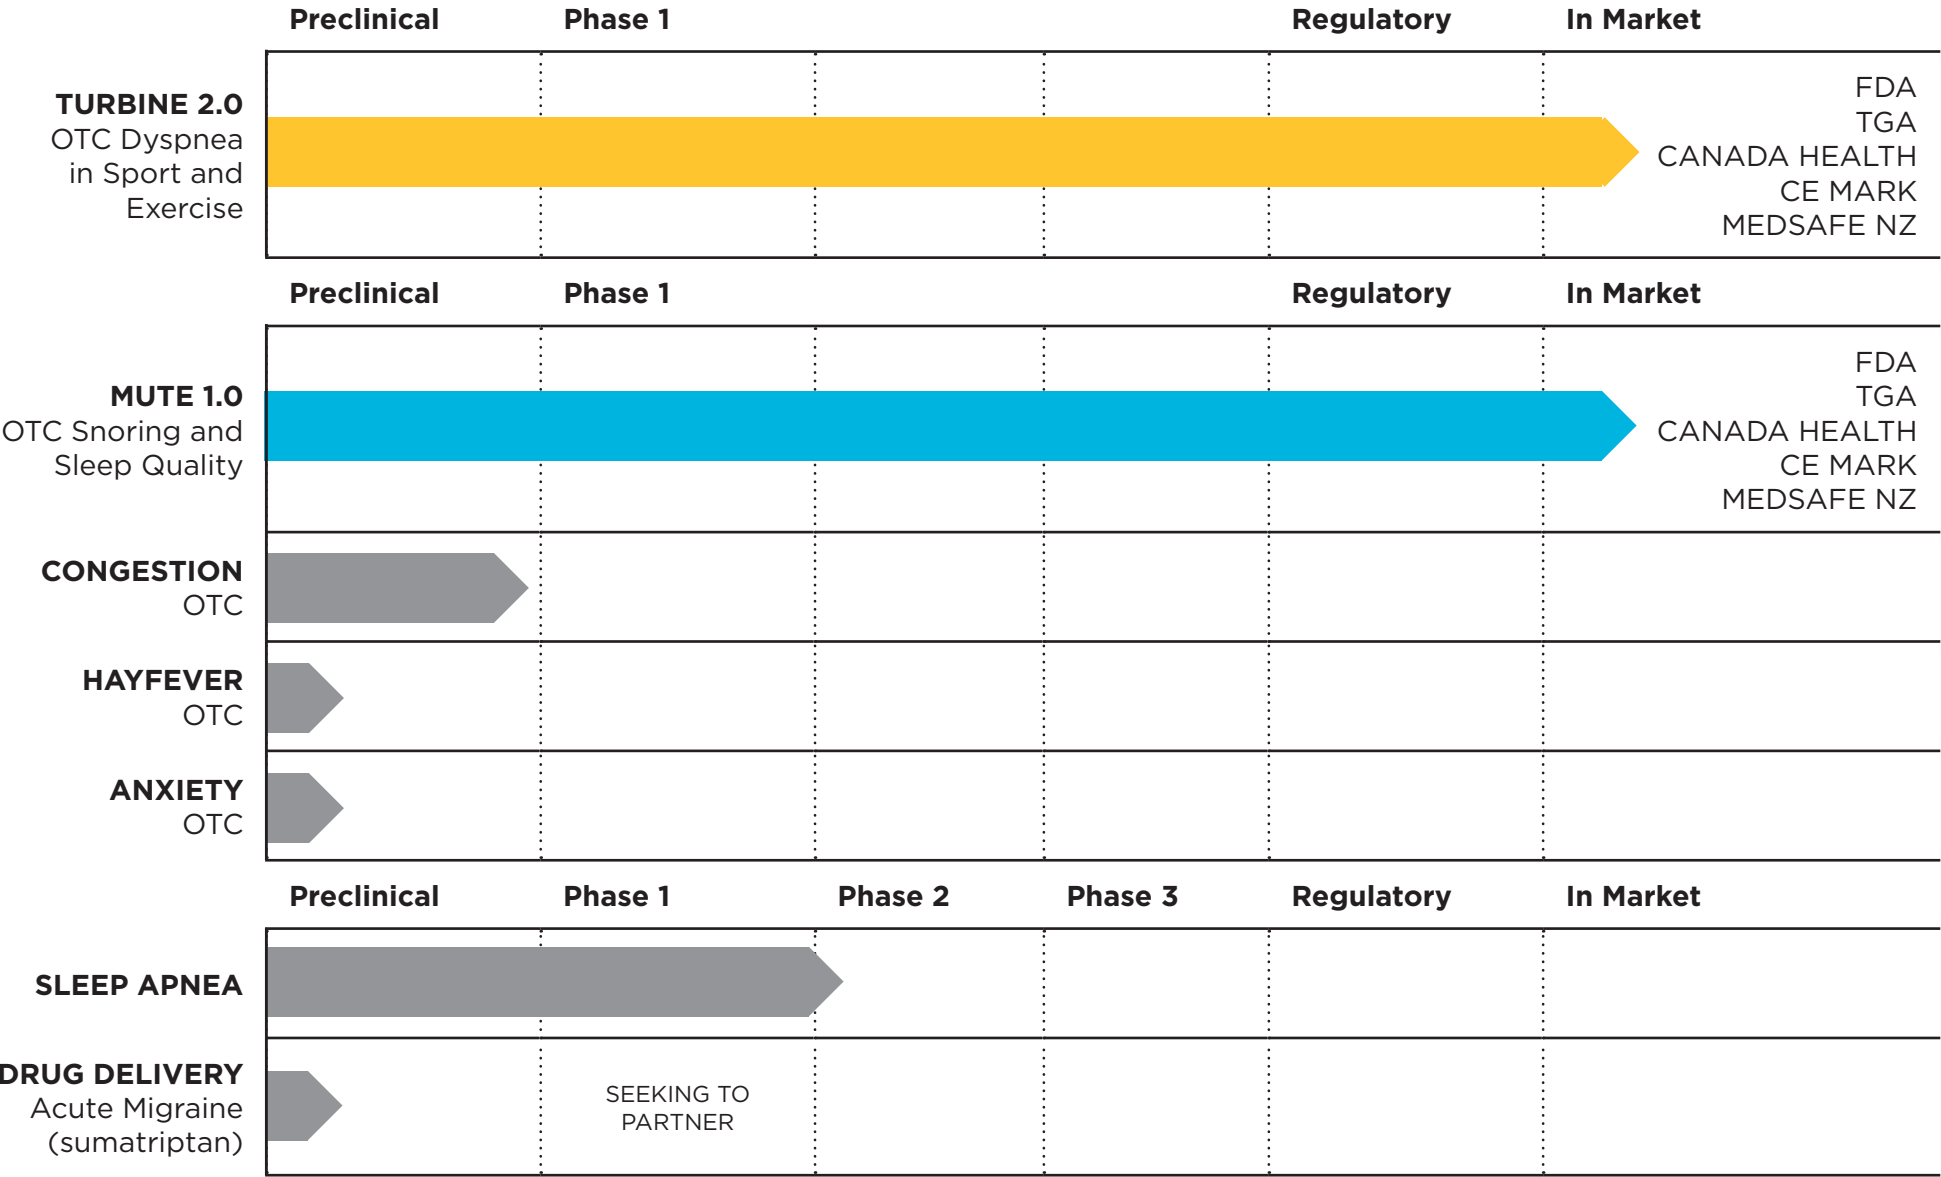 Preclinical Phase 1 Regulatory In Market
TURBINE 2.0
OTC Dyspnea
in Sport and
Exercise
FDA
TGA
CANADA HEALTH
CE MARK
MEDSAFE NZ
Preclinical Phase 1 Regulatory In Market
MUTE 1.0
OTC Snoring and
Sleep Quality
FDA
TGA
CANADA HEALTH
CE MARK
MEDSAFE NZ
CONGESTION
OTC
HAYFEVER
OTC
ANXIETY
OTC
Preclinical Phase 1 Phase 2 Phase 3 Regulatory In Market
SLEEP APNEA
DRUG DELIVERY
Acute Migraine
(sumatriptan)
SEEKING TO
PARTNER